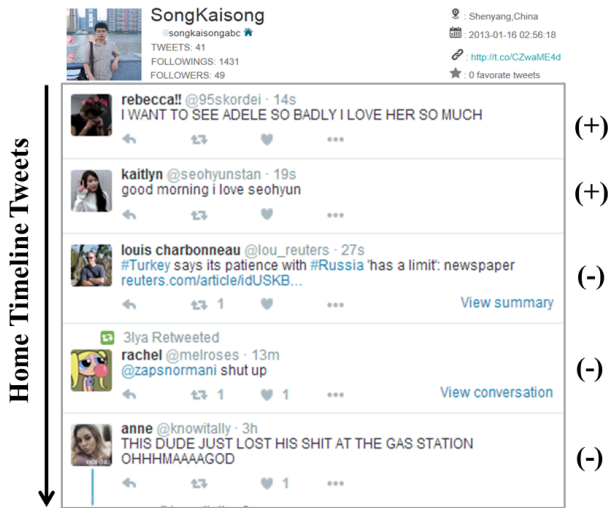 SongKaisong
@songkaisongabc
TWEETS: 41
FOLLOWINGS: 1431
FOLLOWERS: 49
: Shenyang,China
: 2013-01-16 02:56:18
: http://t.co/CZwaME4d
: 0 favorate tweets
Home Timeline Tweets
rebecca!! @95skordei · 14s
I WANT TO SEE ADELE SO BADLY I LOVE HER SO MUCH
(+)
kaitlyn @seohyunstan · 19s
good morning i love seohyun
(+)
louis charbonneau @lou_reuters · 27s
#Turkey says its patience with #Russia 'has a limit': newspaper
reuters.com/article/idUSKB...
1
View summary
(-)
3lya Retweeted
rachel @melroses · 13m
@zapsnormani shut up
1 1
View conversation
(-)
anne @knowitally · 3h
THIS DUDE JUST LOST HIS SHIT AT THE GAS STATION
OHHHMAAAAGOD
1
(-)